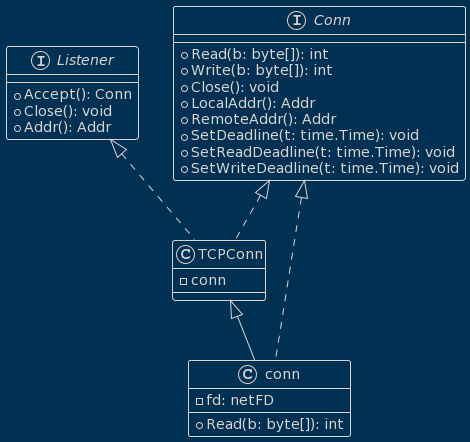 I Listener
Accept(): Conn
Close(): void
Addr(): Addr
I Conn
Read(b: byte[]): int
Write(b: byte[]): int
Close(): void
LocalAddr(): Addr
RemoteAddr(): Addr
SetDeadline(t: time.Time): void
SetReadDeadline(t: time.Time): void
SetWriteDeadline(t: time.Time): void
C TCPConn
conn
C conn
fd: netFD
Read(b: byte[]): int